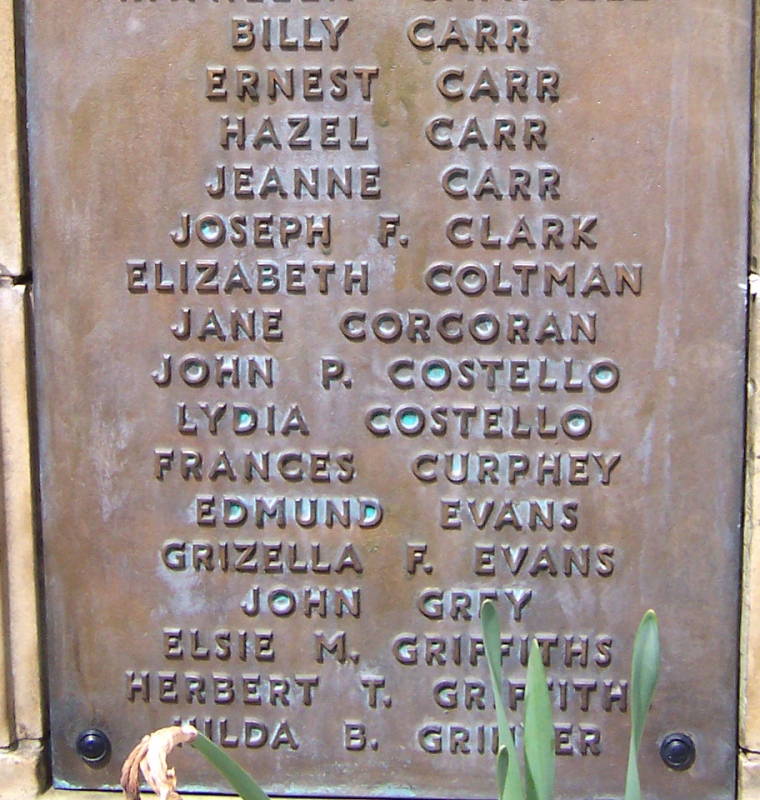 BILLY CARR
ERNEST CARR
HAZEL CARR
JEANNE CARR
JOSEPH F. CLARK
ELIZABETH COLTMAN
JANE CORCORAN
JOHN P. COSTELLO
LYDIA COSTELLO
FRANCES CURPHEY
EDMUND EVANS
GRIZELLA F. EVANS
JOHN GREY
ELSIE M. GRIFFITHS
HERBERT T. GRIFFITH
HILDA B.